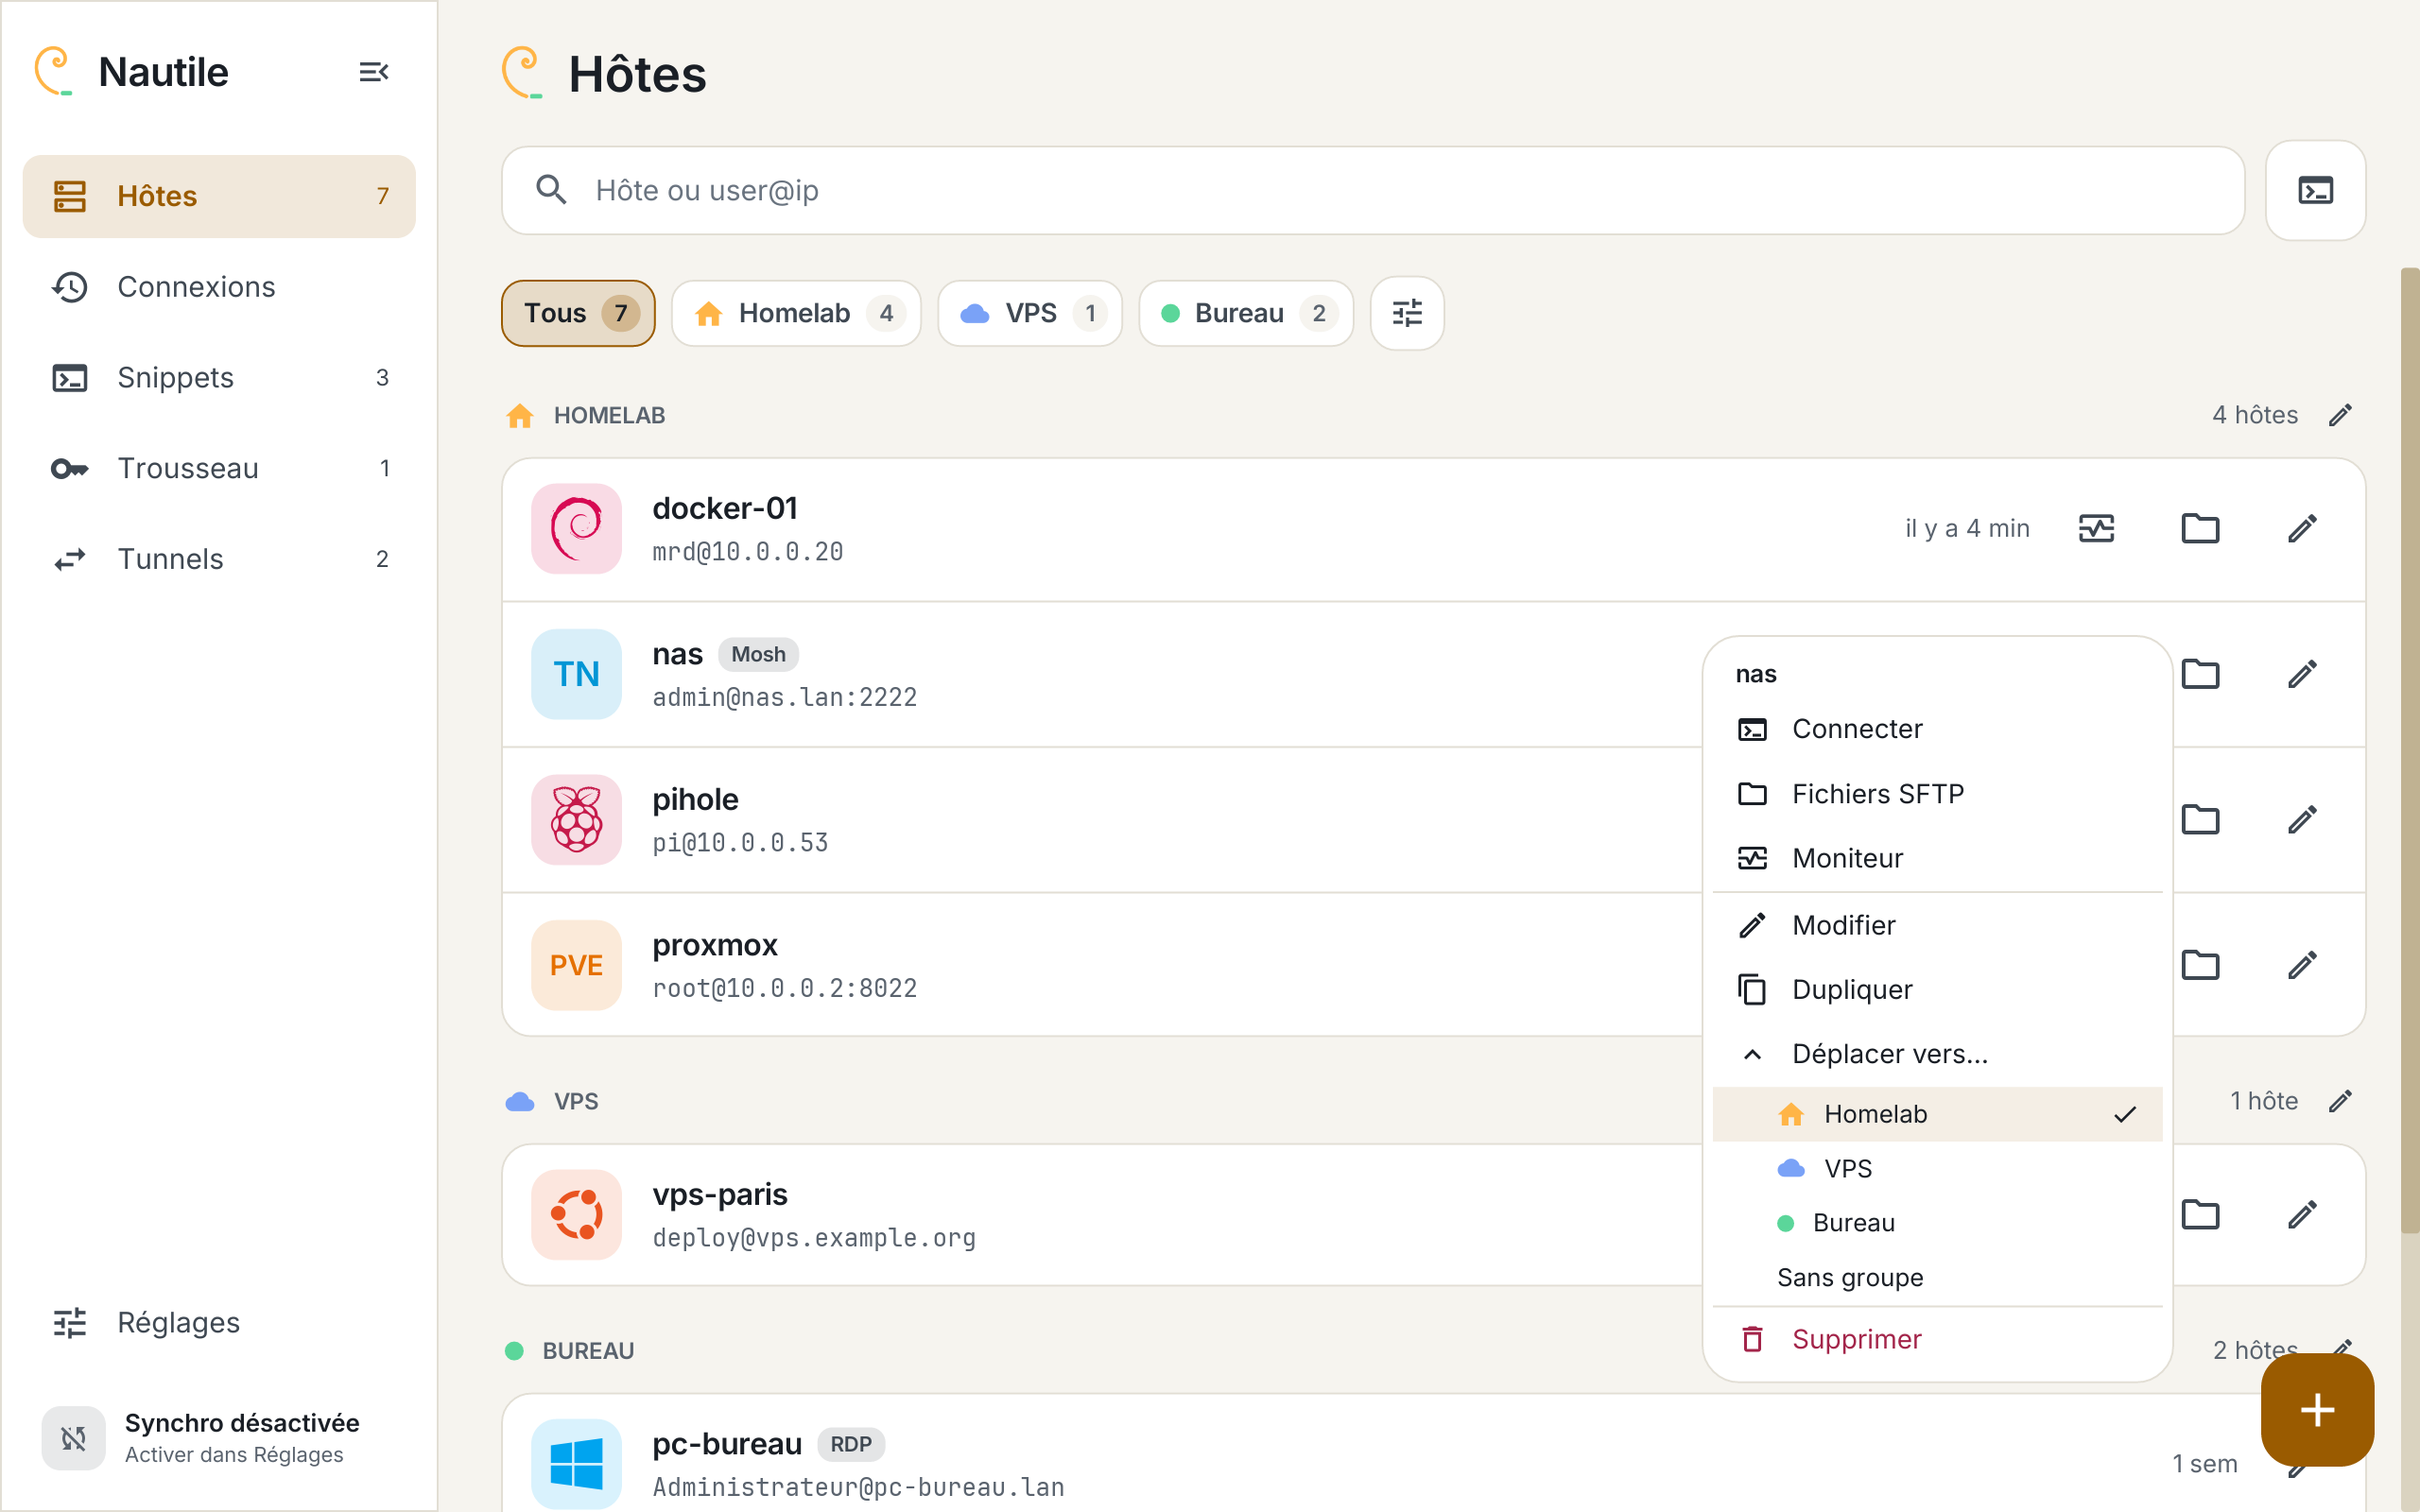 Nautile
Hôtes 7
Connexions
Snippets 3
Trousseau 1
Tunnels 2
Réglages
Synchro désactivée
Activer dans Réglages
Hôtes
Hôte ou user@ip
Tous 7 Homelab 4 VPS 1 Bureau 2
HOMELAB 4 hôtes
docker-01
mrd@10.0.0.20
il y a 4 min
TN
nas Mosh
admin@nas.lan:2222
pihole
pi@10.0.0.53
PVE
proxmox
root@10.0.0.2:8022
VPS 1 hôte
vps-paris
deploy@vps.example.org
BUREAU 2 hôtes
pc-bureau RDP
Administrateur@pc-bureau.lan
1 sem
nas
Connecter
Fichiers SFTP
Moniteur
Modifier
Dupliquer
Déplacer vers...
Homelab
VPS
Bureau
Sans groupe
Supprimer